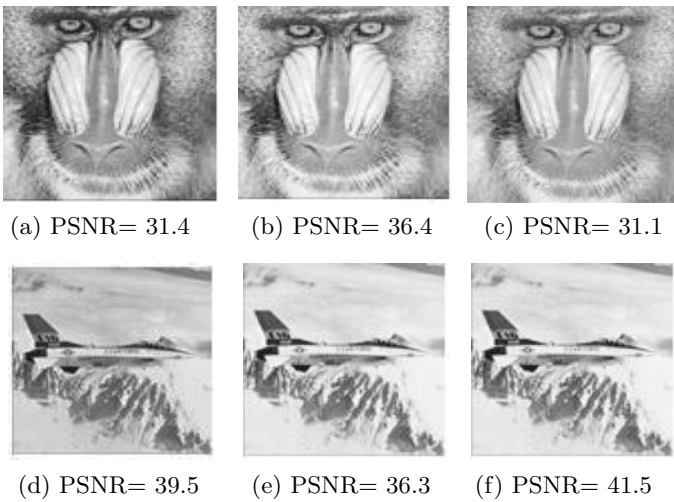 (a) PSNR= 31.4 (b) PSNR= 36.4 (c) PSNR= 31.1
(d) PSNR= 39.5 (e) PSNR= 36.3 (f) PSNR= 41.5